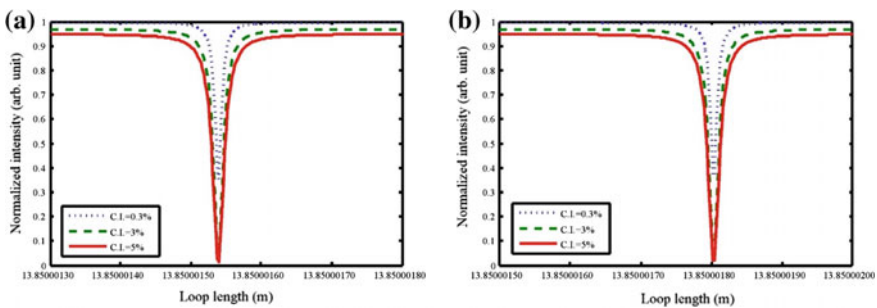 (a)
Normalized intensity (arb. unit)
1
0.9
0.8
0.7
0.6
0.5
0.4
0.3
0.2
0.1
0
C.I.=0.3%
C.I.=3%
C.I.=5%
13.85000130 13.85000140 13.85000150 13.85000160 13.85000170 13.85000180
Loop length (m)
(b)
Normalized intensity (arb. unit)
1
0.9
0.8
0.7
0.6
0.5
0.4
0.3
0.2
0.1
0
C.I.=0.3%
C.I.=3%
C.I.=5%
13.85000150 13.85000160 13.85000170 13.85000180 13.85000190 13.85000200
Loop length (m)